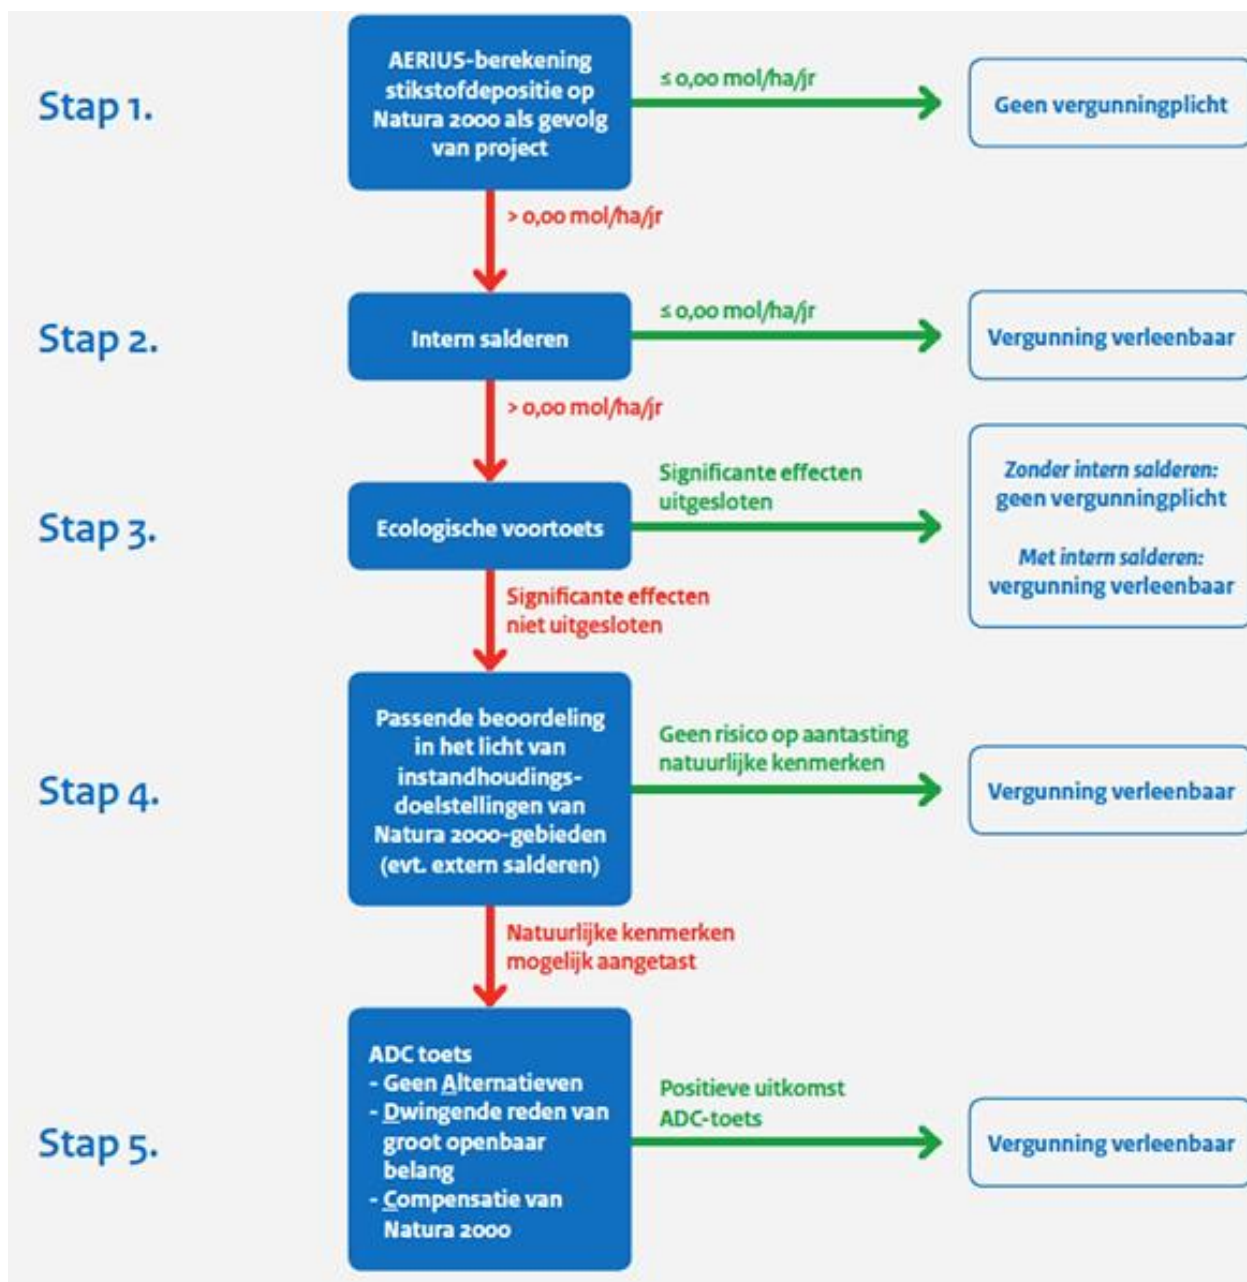 Stap 1.
AERIUS-berekening
stikstofdepositie op
Natura 2000 als gevolg
van project
≤ 0,00 mol/ha/jr
Geen vergunningplicht
> 0,00 mol/ha/jr
Stap 2.
Intern salderen
≤ 0,00 mol/ha/jr
Vergunning verleenbaar
> 0,00 mol/ha/jr
Stap 3.
Ecologische voortoets
Significante effecten
uitgesloten
Zonder intern salderen:
geen vergunningplicht
Met intern salderen:
vergunning verleenbaar
Significante effecten
niet uitgesloten
Stap 4.
Passende beoordeling
in het licht van
instandhoudings-
doelstellingen van
Natura 2000-gebieden
(evt. extern salderen)
Geen risico op aantasting
natuurlijke kenmerken
Vergunning verleenbaar
Natuurlijke kenmerken
mogelijk aangetast
Stap 5.
ADC toets
- Geen Alternatieven
- Dwingende reden van
groot openbaar
belang
- Compensatie van
Natura 2000
Positieve uitkomst
ADC-toets
Vergunning verleenbaar